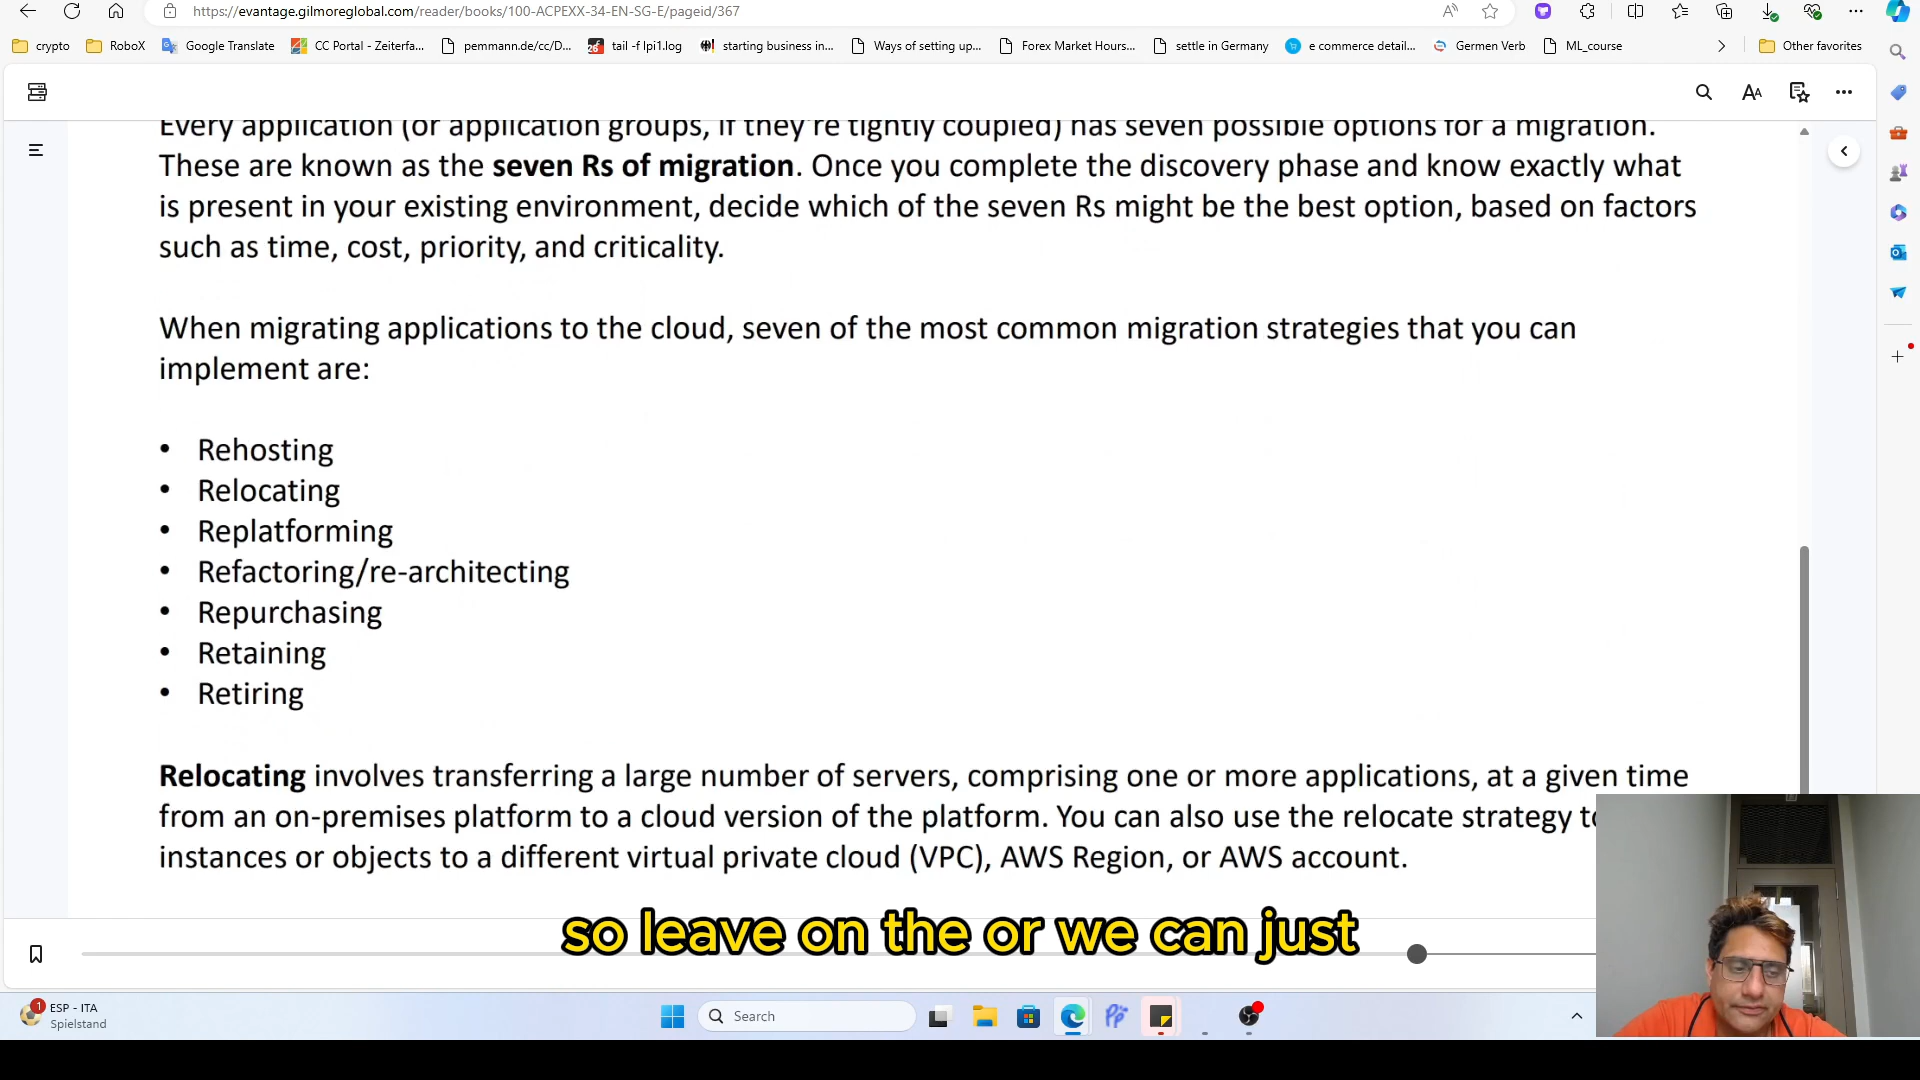 https://evantage.gilmoreglobal.com/reader/books/100-ACPEXX-34-EN-SG-E/pageid/367
crypto RoboX Google Translate CC Portal - Zeiterfa... pemmann.de/cc/D... tail -f lpi1.log starting business in... Ways of setting up... Forex Market Hours... settle in Germany e commerce detail... Germen Verb ML_course Other favorites
Every application (or application groups, if they're tightly coupled) has seven possible options for a migration.
These are known as the seven Rs of migration. Once you complete the discovery phase and know exactly what
is present in your existing environment, decide which of the seven Rs might be the best option, based on factors
such as time, cost, priority, and criticality.
When migrating applications to the cloud, seven of the most common migration strategies that you can
implement are:
• Rehosting
• Relocating
• Replatforming
• Refactoring/re-architecting
• Repurchasing
• Retaining
• Retiring
Relocating involves transferring a large number of servers, comprising one or more applications, at a given time
from an on-premises platform to a cloud version of the platform. You can also use the relocate strategy
instances or objects to a different virtual private cloud (VPC), AWS Region, or AWS account.
so leave on the or we can just
1 ESP - ITA
Spielstand
Search